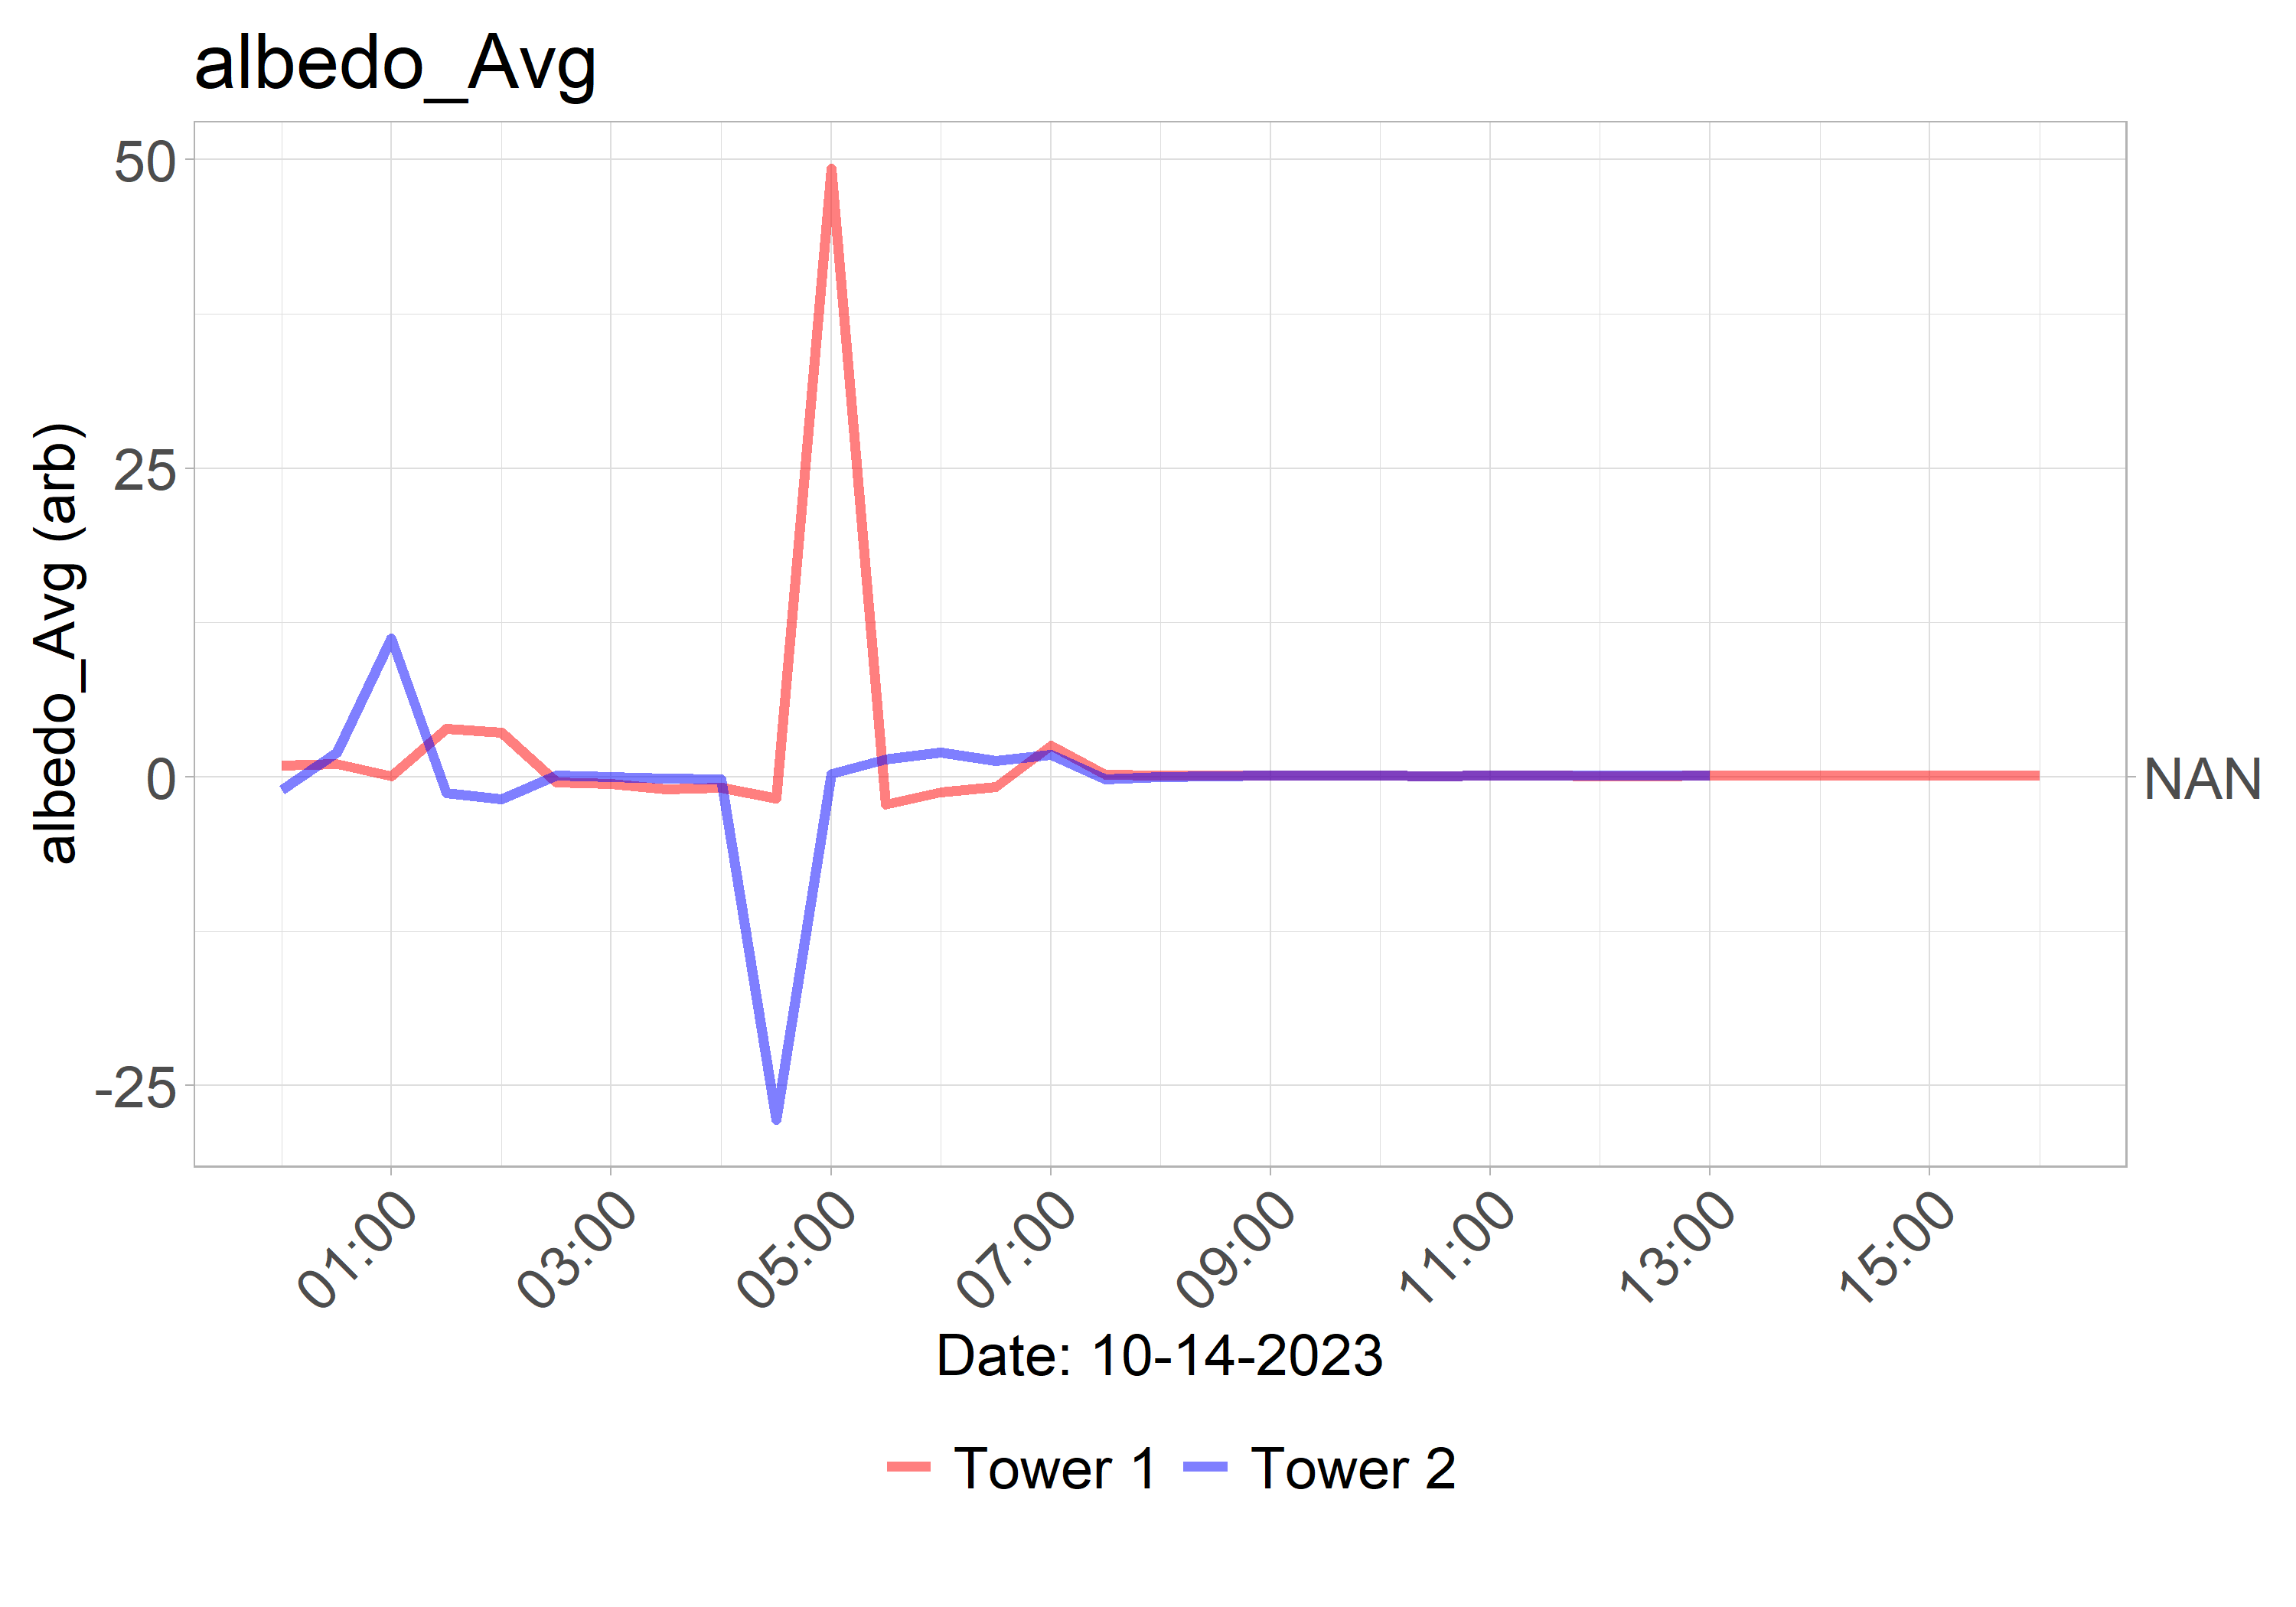 albedo_Avg
albedo_Avg (arb)
50
25
0
-25
NAN
01:00 03:00 05:00 07:00 09:00 11:00 13:00 15:00
Date: 10-14-2023
Tower 1 Tower 2